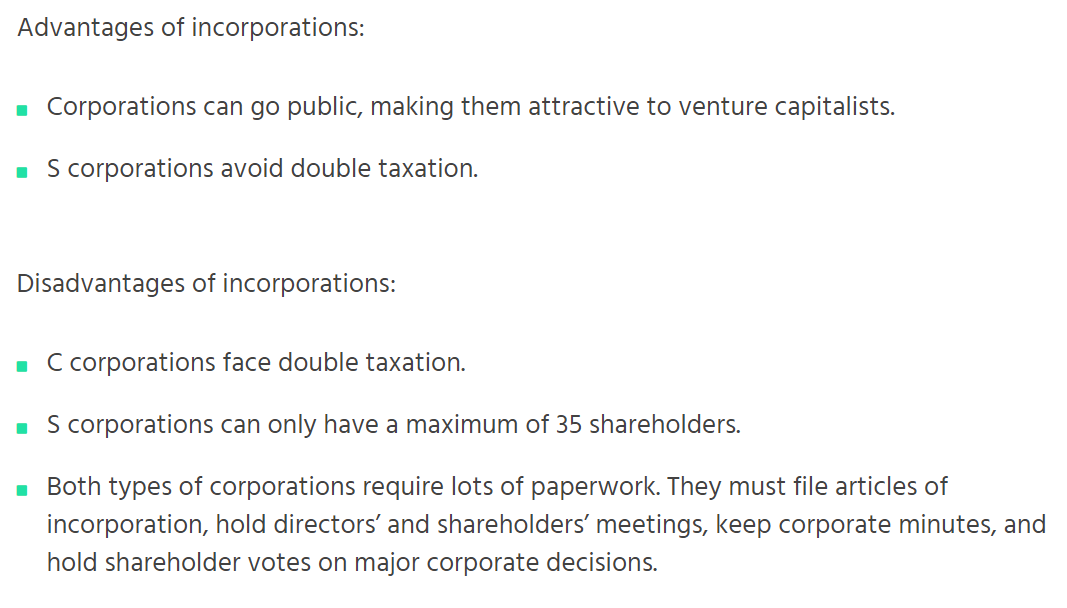 Advantages of incorporations:
Corporations can go public, making them attractive to venture capitalists.
S corporations avoid double taxation.
Disadvantages of incorporations:
C corporations face double taxation.
S corporations can only have a maximum of 35 shareholders.
Both types of corporations require lots of paperwork. They must file articles of
incorporation, hold directors’ and shareholders’ meetings, keep corporate minutes, and
hold shareholder votes on major corporate decisions.